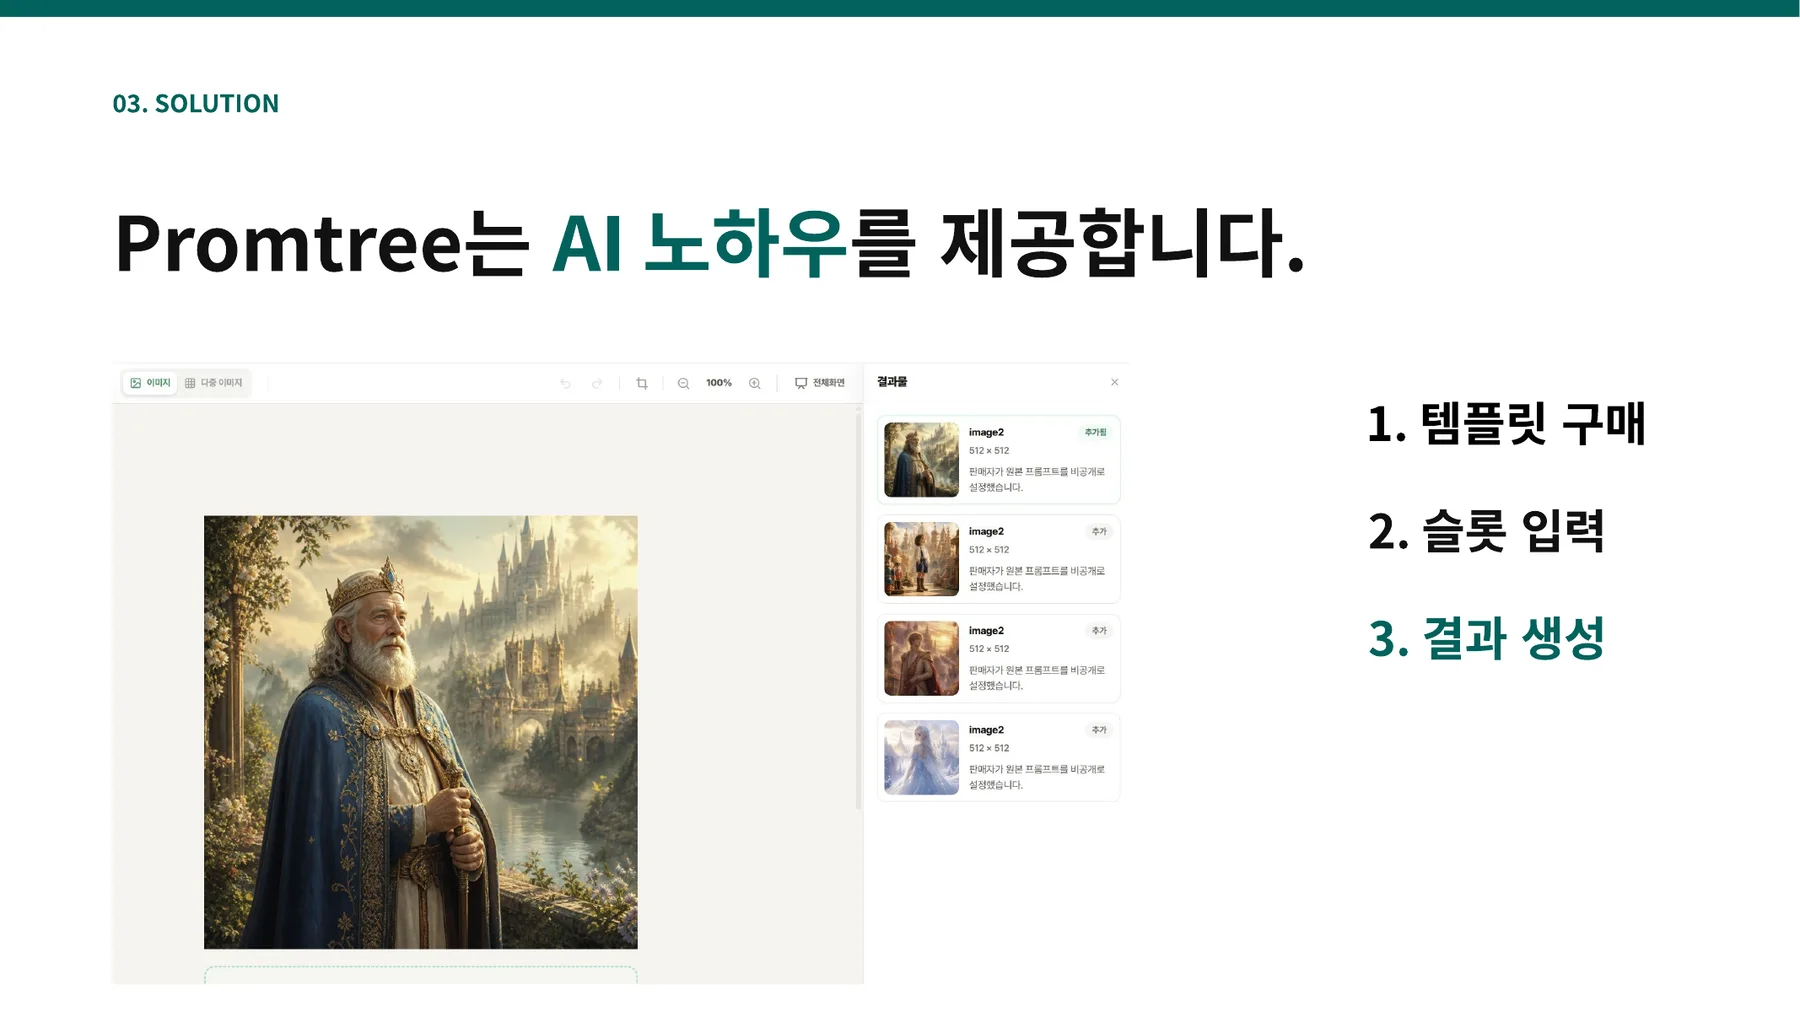 03. SOLUTION
Promtree는 AI 노하우를 제공합니다.
이미지
다중 이미지
100%
전체화면
결과물
image2
추가됨
512 × 512
판매자가 원본 프롬프트를 비공개로
설정했습니다.
image2
추가
512 × 512
판매자가 원본 프롬프트를 비공개로
설정했습니다.
image2
추가
512 × 512
판매자가 원본 프롬프트를 비공개로
설정했습니다.
image2
추가
512 × 512
판매자가 원본 프롬프트를 비공개로
설정했습니다.
1. 템플릿 구매
2. 슬롯 입력
3. 결과 생성